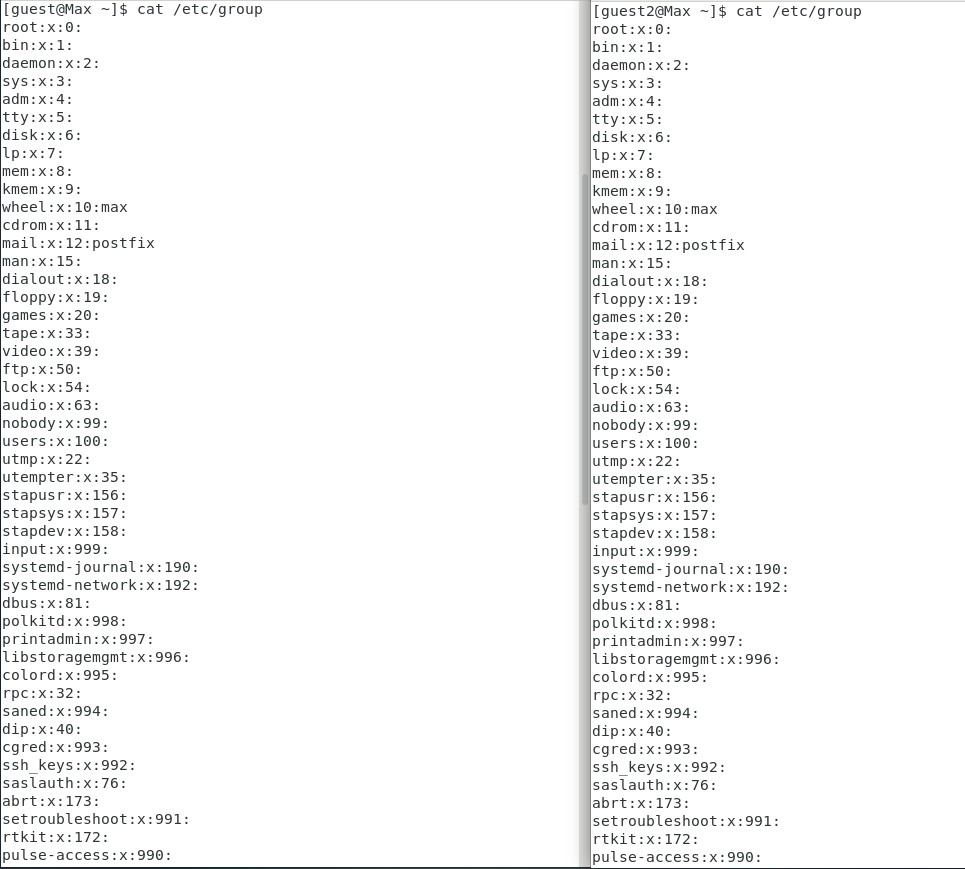 [guest@Max ~]$ cat /etc/group
root:x:0:
bin:x:1:
daemon:x:2:
sys:x:3:
adm:x:4:
tty:x:5:
disk:x:6:
lp:x:7:
mem:x:8:
kmem:x:9:
wheel:x:10:max
cdrom:x:11:
mail:x:12:postfix
man:x:15:
dialout:x:18:
floppy:x:19:
games:x:20:
tape:x:33:
video:x:39:
ftp:x:50:
lock:x:54:
audio:x:63:
nobody:x:99:
users:x:100:
utmp:x:22:
utempter:x:35:
stapusr:x:156:
stapsys:x:157:
stapdev:x:158:
input:x:999:
systemd-journal:x:190:
systemd-network:x:192:
dbus:x:81:
polkitd:x:998:
printadmin:x:997:
libstoragemgmt:x:996:
colord:x:995:
rpc:x:32:
saned:x:994:
dip:x:40:
cgred:x:993:
ssh_keys:x:992:
saslauth:x:76:
abrt:x:173:
setroubleshoot:x:991:
rtkit:x:172:
pulse-access:x:990:
[guest2@Max ~]$ cat /etc/group
root:x:0:
bin:x:1:
daemon:x:2:
sys:x:3:
adm:x:4:
tty:x:5:
disk:x:6:
lp:x:7:
mem:x:8:
kmem:x:9:
wheel:x:10:max
cdrom:x:11:
mail:x:12:postfix
man:x:15:
dialout:x:18:
floppy:x:19:
games:x:20:
tape:x:33:
video:x:39:
ftp:x:50:
lock:x:54:
audio:x:63:
nobody:x:99:
users:x:100:
utmp:x:22:
utempter:x:35:
stapusr:x:156:
stapsys:x:157:
stapdev:x:158:
input:x:999:
systemd-journal:x:190:
systemd-network:x:192:
dbus:x:81:
polkitd:x:998:
printadmin:x:997:
libstoragemgmt:x:996:
colord:x:995:
rpc:x:32:
saned:x:994:
dip:x:40:
cgred:x:993:
ssh_keys:x:992:
saslauth:x:76:
abrt:x:173:
setroubleshoot:x:991:
rtkit:x:172:
pulse-access:x:990: